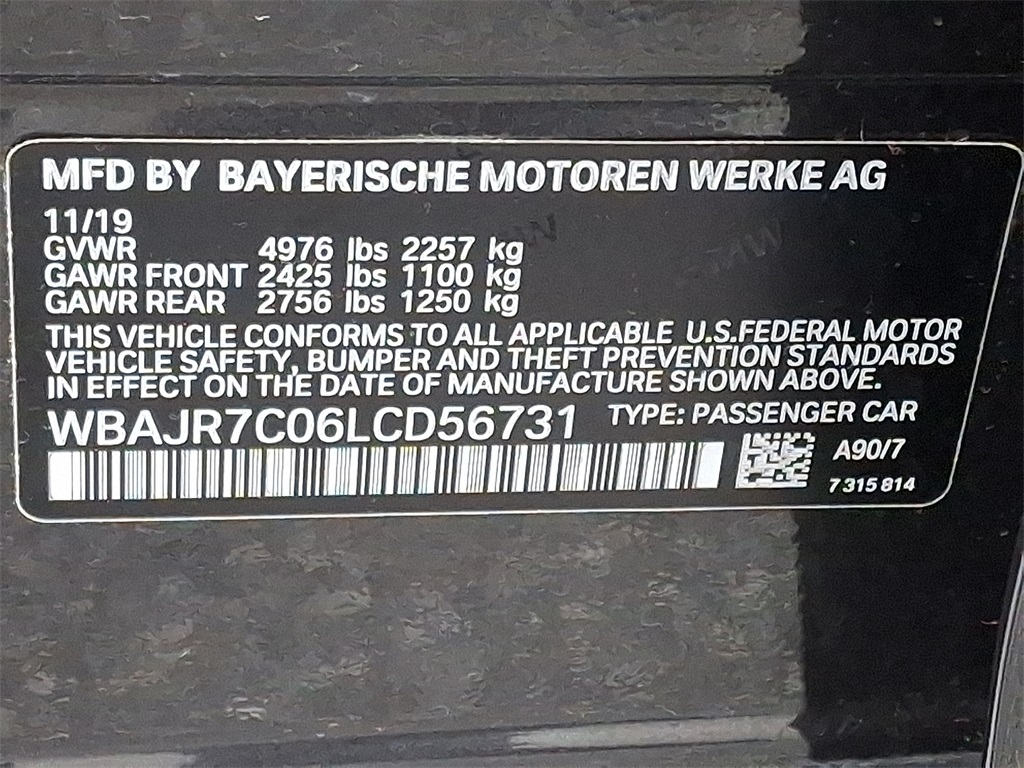 MFD BY BAYERISCHE MOTOREN WERKE AG
11/19
GVWR 4976 lbs 2257 kg
GAWR FRONT 2425 lbs 1100 kg
GAWR REAR 2756 lbs 1250 kg
THIS VEHICLE CONFORMS TO ALL APPLICABLE U.S.FEDERAL MOTOR
VEHICLE SAFETY, BUMPER AND THEFT PREVENTION STANDARDS
IN EFFECT ON THE DATE OF MANUFACTURE SHOWN ABOVE.
WBAJR7C06LCD56731 TYPE: PASSENGER CAR
A90/7
7 315 814